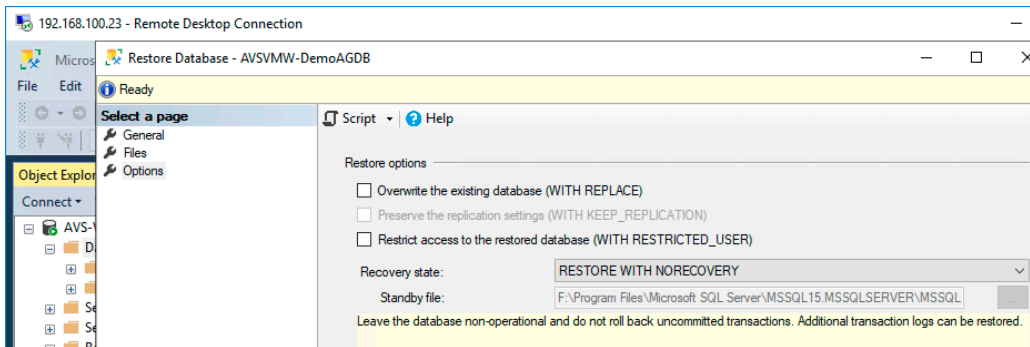 192.168.100.23 - Remote Desktop Connection
Micros
Restore Database - AVSVMW-DemoAGDB
File Edit
Ready
Select a page
General
Files
Options
Script Help
Restore options
Overwrite the existing database (WITH REPLACE)
Preserve the replication settings (WITH KEEP_REPLICATION)
Restrict access to the restored database (WITH RESTRICTED_USER)
Recovery state: RESTORE WITH NORECOVERY
Standby file: F:\Program Files\Microsoft SQL Server\MSSQL15.MSSQLSERVER\MSSQL ...
Leave the database non-operational and do not roll back uncommitted transactions. Additional transaction logs can be restored.
Object Explor
Connect
AVS-
D
Se
Se